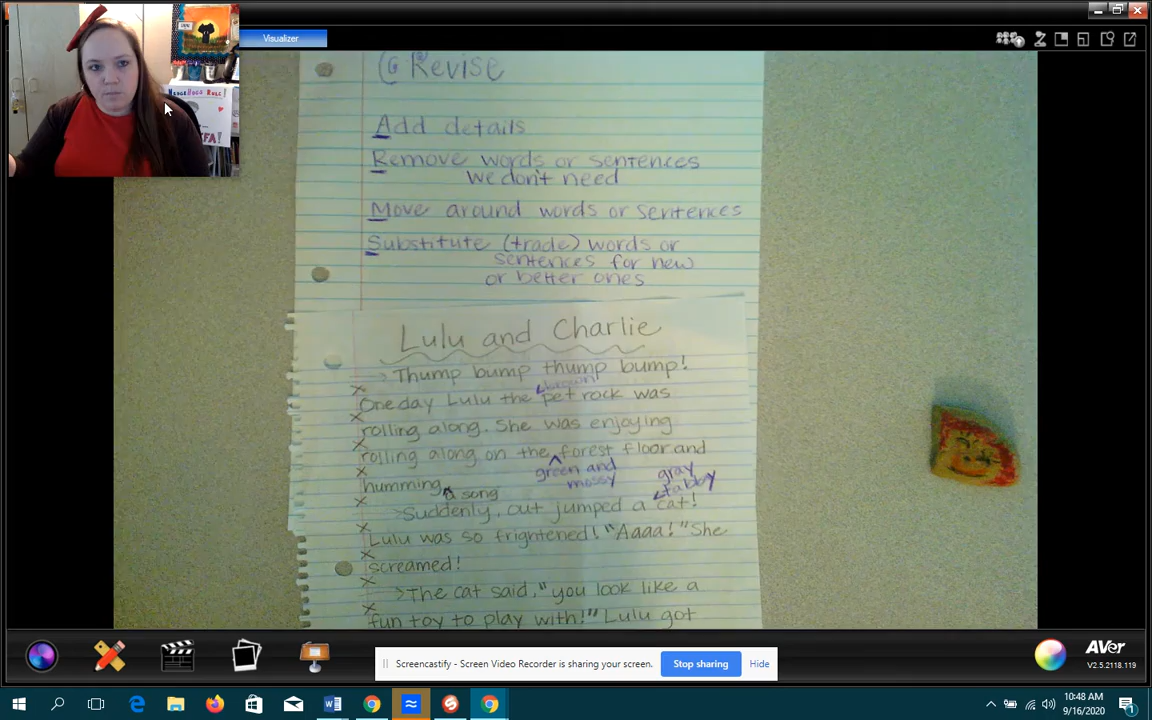 Visualizer
Revise
Add details
Remove words or sentences
we don't need
Move around words or sentences
Substitute (trade) words or
sentences for new
or better ones
Lulu and Charlie
Thump bump thump bump!
brown
One day Lulu the pet rock was
rolling along. She was enjoying
rolling along on the forest floor and
green and
mossy
gray
tabby
humming a song
Suddenly, out jumped a cat!
Lulu was so frightened! "Aaaa!" She
screamed!
The cat said, "you look like a
fun toy to play with!" Lulu got
Screencastify - Screen Video Recorder is sharing your screen.
Stop sharing
Hide
AVer
V2.5.2118.119
10:48 AM
9/16/2020